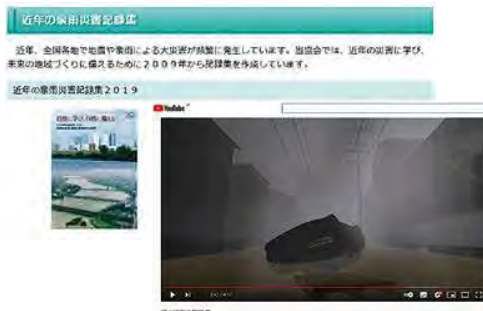 近年の豪雨災害記録集
近年、全国各地で地震や豪雨による大災害が頻繁に発生しています。当協会では、近年の災害に学び、
未来の地域づくりに備えるために2009年から記録集を作成しています。
近年の豪雨災害記録集2019
YouTube